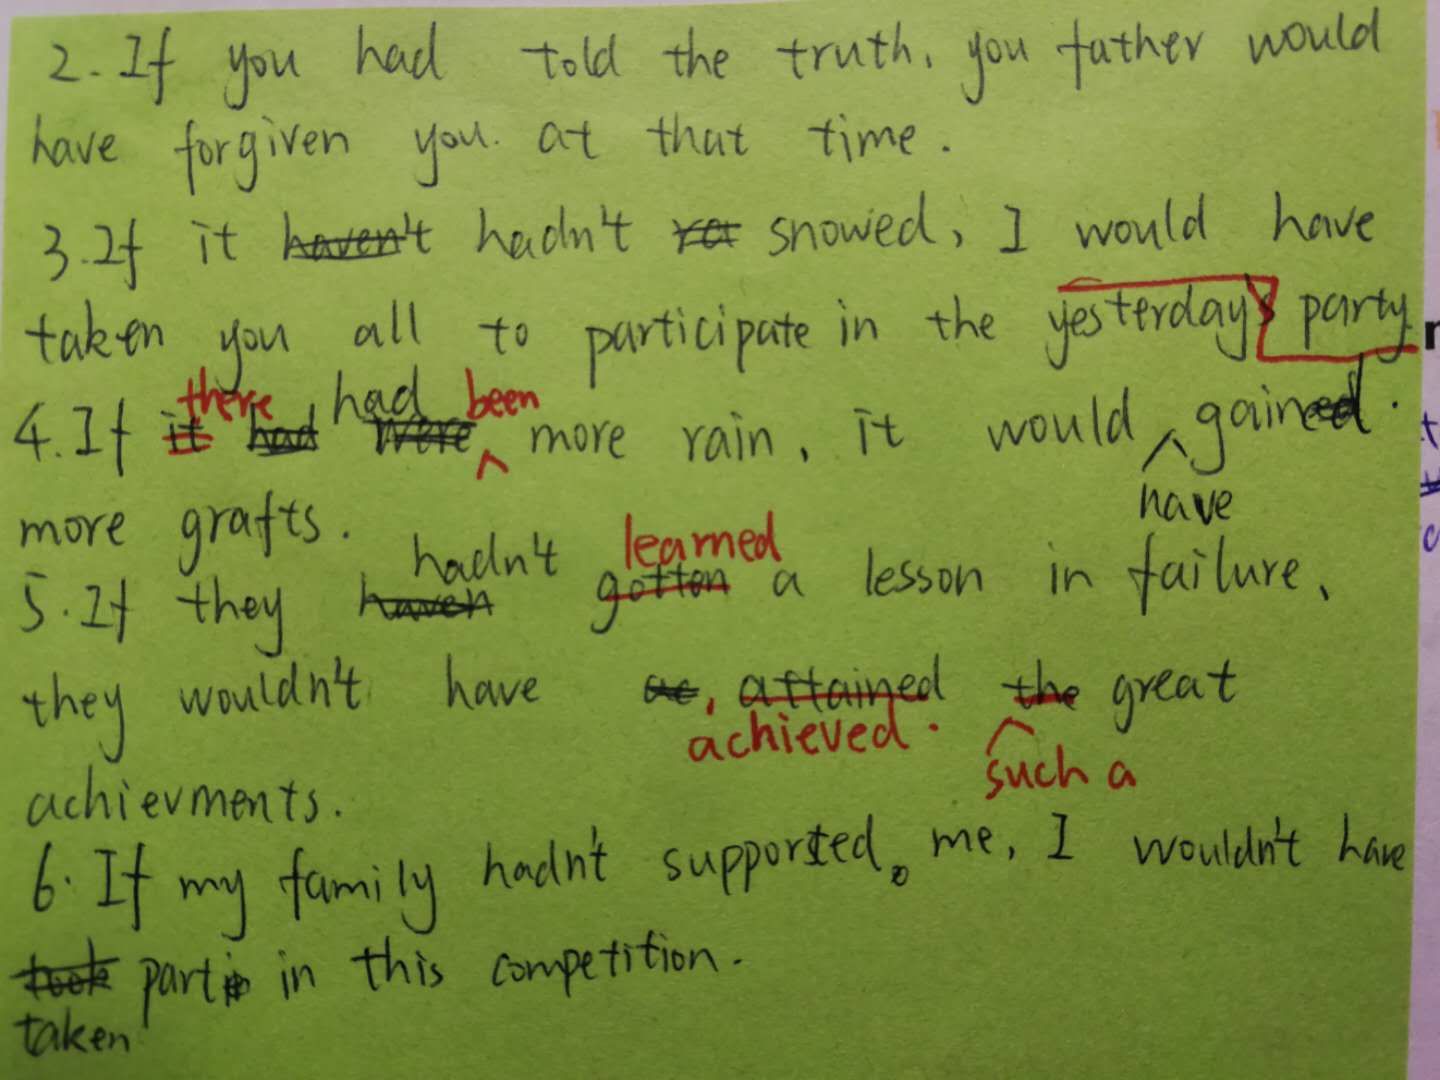 2. If you had told the truth, you father would
have forgiven you. at that time.
3. If it haven't hadn't snowed, I would have
taken you all to participate in the yesterday's party
there had been
4. If it had were more rain, it would gained.
have
more grafts.
hadn't learned
5. If they haven gotten a lesson in failure,
they wouldn't have ac, attained the great
achieved. such a
achievments.
6. If my family hadn't supported. me, I wouldn't have
took part in this competition.
taken